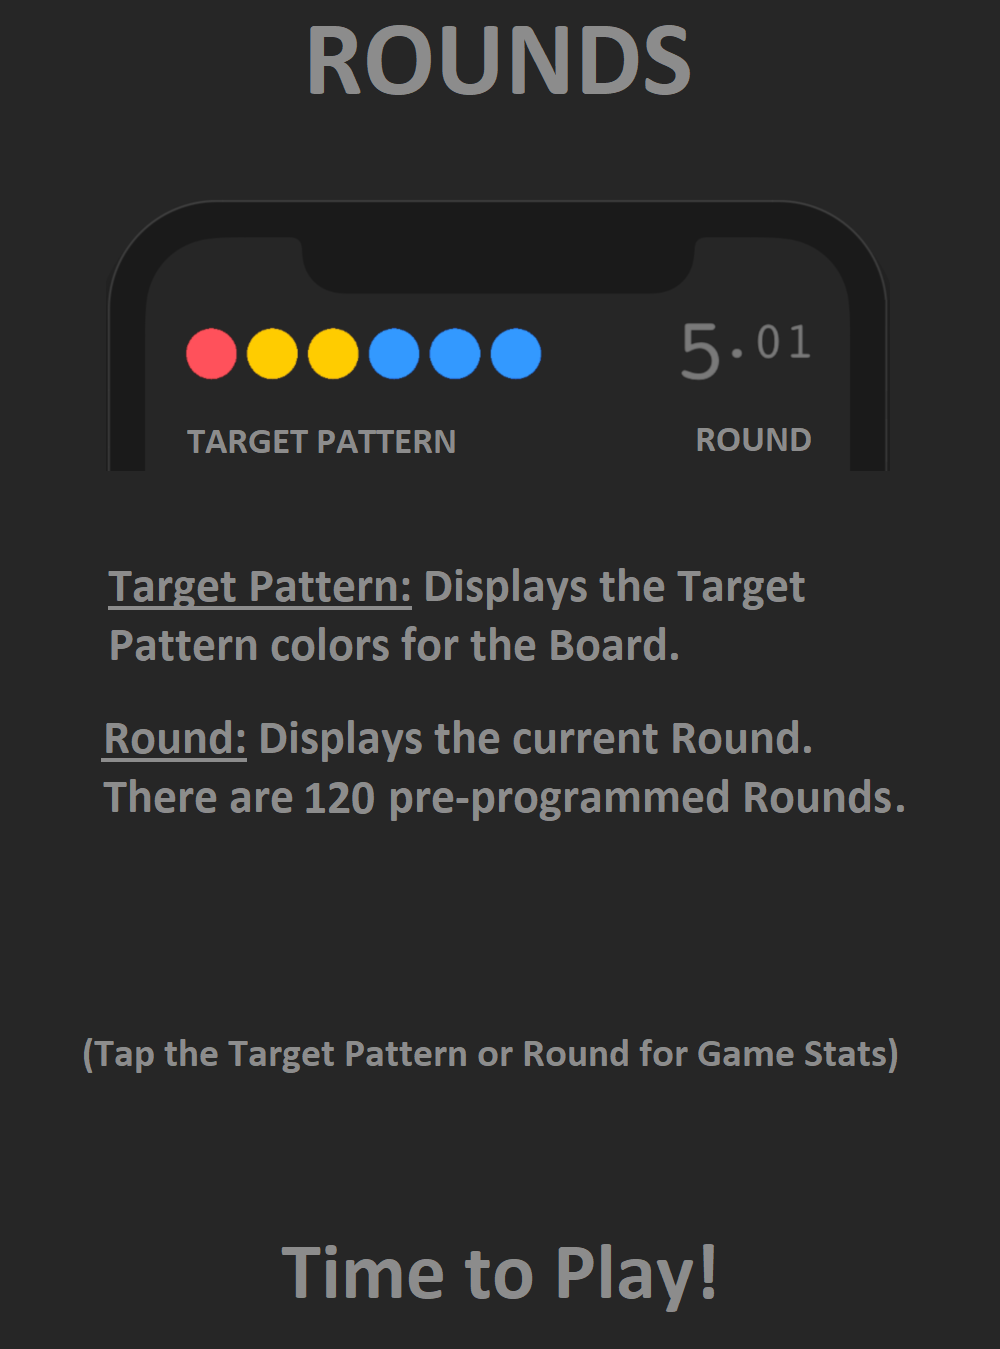 ROUNDS
5.01
TARGET PATTERN ROUND
Target Pattern: Displays the Target
Pattern colors for the Board.
Round: Displays the current Round.
There are 120 pre-programmed Rounds.
(Tap the Target Pattern or Round for Game Stats)
Time to Play!